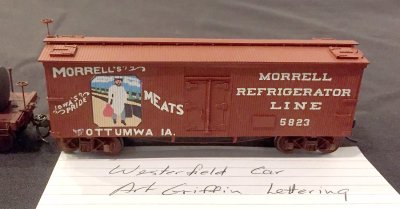 MORRELL'S
IOWA'S
PRIDE
MEATS
OTTUMWA IA.
MORRELL
REFRIGERATOR
LINE
5823
Westerfield Car
Art Griffin Lettering